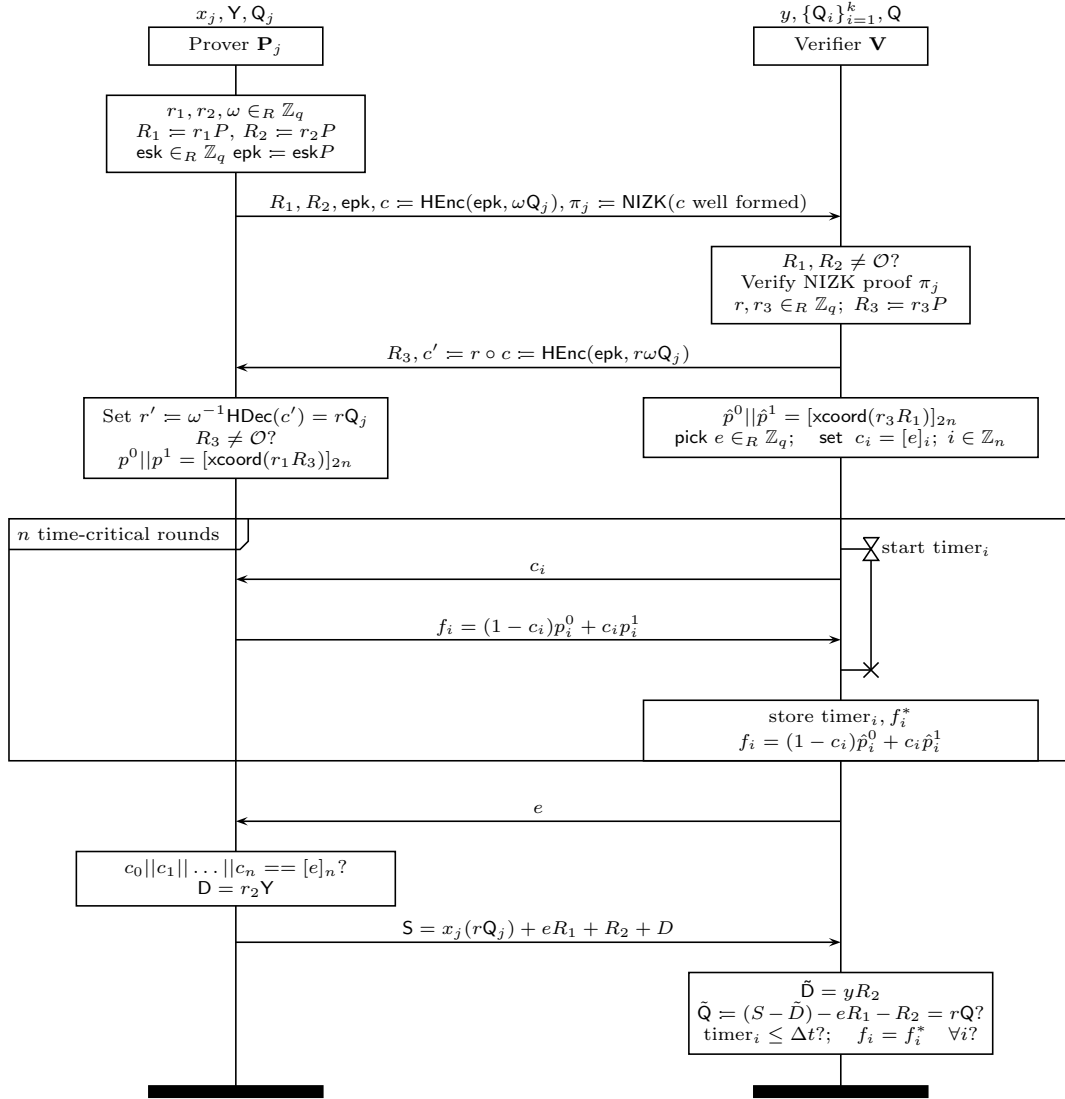 x_j, Y, Q_j
y, {Q_i}_{i=1}^k, Q
Prover P_j
Verifier V
r_1, r_2, ω ∈_R ℤ_q
R_1 ≔ r_1P, R_2 ≔ r_2P
esk ∈_R ℤ_q epk ≔ eskP
R_1, R_2, epk, c ≔ HEnc(epk, ωQ_j), π_j ≔ NIZK(c well formed)
R_1, R_2 ≠ 𝒪?
Verify NIZK proof π_j
r, r_3 ∈_R ℤ_q; R_3 ≔ r_3P
R_3, c′ ≔ r ∘ c ≔ HEnc(epk, rωQ_j)
Set r′ ≔ ω^{-1}HDec(c′) = rQ_j
R_3 ≠ 𝒪?
p^0||p^1 = [xcoord(r_1R_3)]_{2n}
p̂^0||p̂^1 = [xcoord(r_3R_1)]_{2n}
pick e ∈_R ℤ_q; set c_i = [e]_i; i ∈ ℤ_n
n time-critical rounds
start timer_i
c_i
f_i = (1 − c_i)p_i^0 + c_ip_i^1
store timer_i, f_i^*
f_i = (1 − c_i)p̂_i^0 + c_ip̂_i^1
e
c_0||c_1|| … ||c_n == [e]_n?
D = r_2Y
S = x_j(rQ_j) + eR_1 + R_2 + D
D̃ = yR_2
Q̃ ≔ (S − D̃) − eR_1 − R_2 = rQ?
timer_i ≤ Δt?; f_i = f_i^* ∀i?